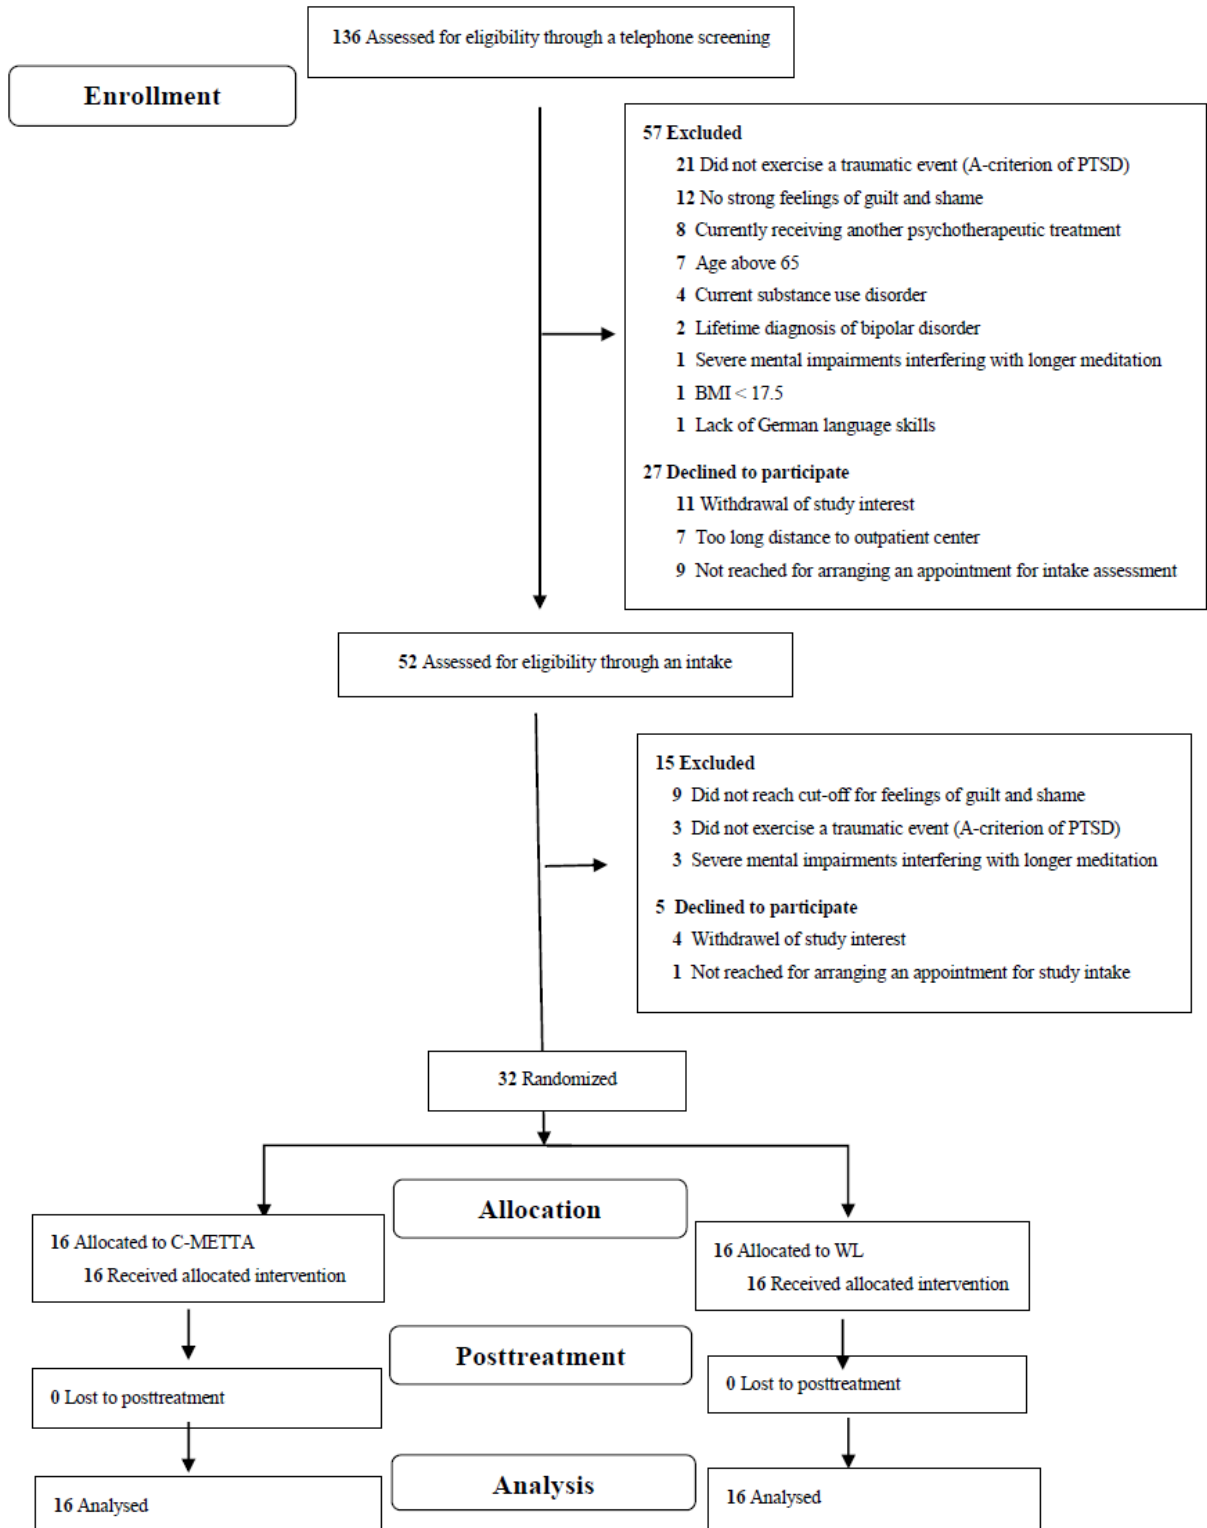 136 Assessed for eligibility through a telephone screening
Enrollment
57 Excluded
21 Did not exercise a traumatic event (A-criterion of PTSD)
12 No strong feelings of guilt and shame
8 Currently receiving another psychotherapeutic treatment
7 Age above 65
4 Current substance use disorder
2 Lifetime diagnosis of bipolar disorder
1 Severe mental impairments interfering with longer meditation
1 BMI < 17.5
1 Lack of German language skills
27 Declined to participate
11 Withdrawal of study interest
7 Too long distance to outpatient center
9 Not reached for arranging an appointment for intake assessment
52 Assessed for eligibility through an intake
15 Excluded
9 Did not reach cut-off for feelings of guilt and shame
3 Did not exercise a traumatic event (A-criterion of PTSD)
3 Severe mental impairments interfering with longer meditation
5 Declined to participate
4 Withdrawel of study interest
1 Not reached for arranging an appointment for study intake
32 Randomized
Allocation
16 Allocated to C-METTA
16 Received allocated intervention
16 Allocated to WL
16 Received allocated intervention
Posttreatment
0 Lost to posttreatment
0 Lost to posttreatment
Analysis
16 Analysed
16 Analysed